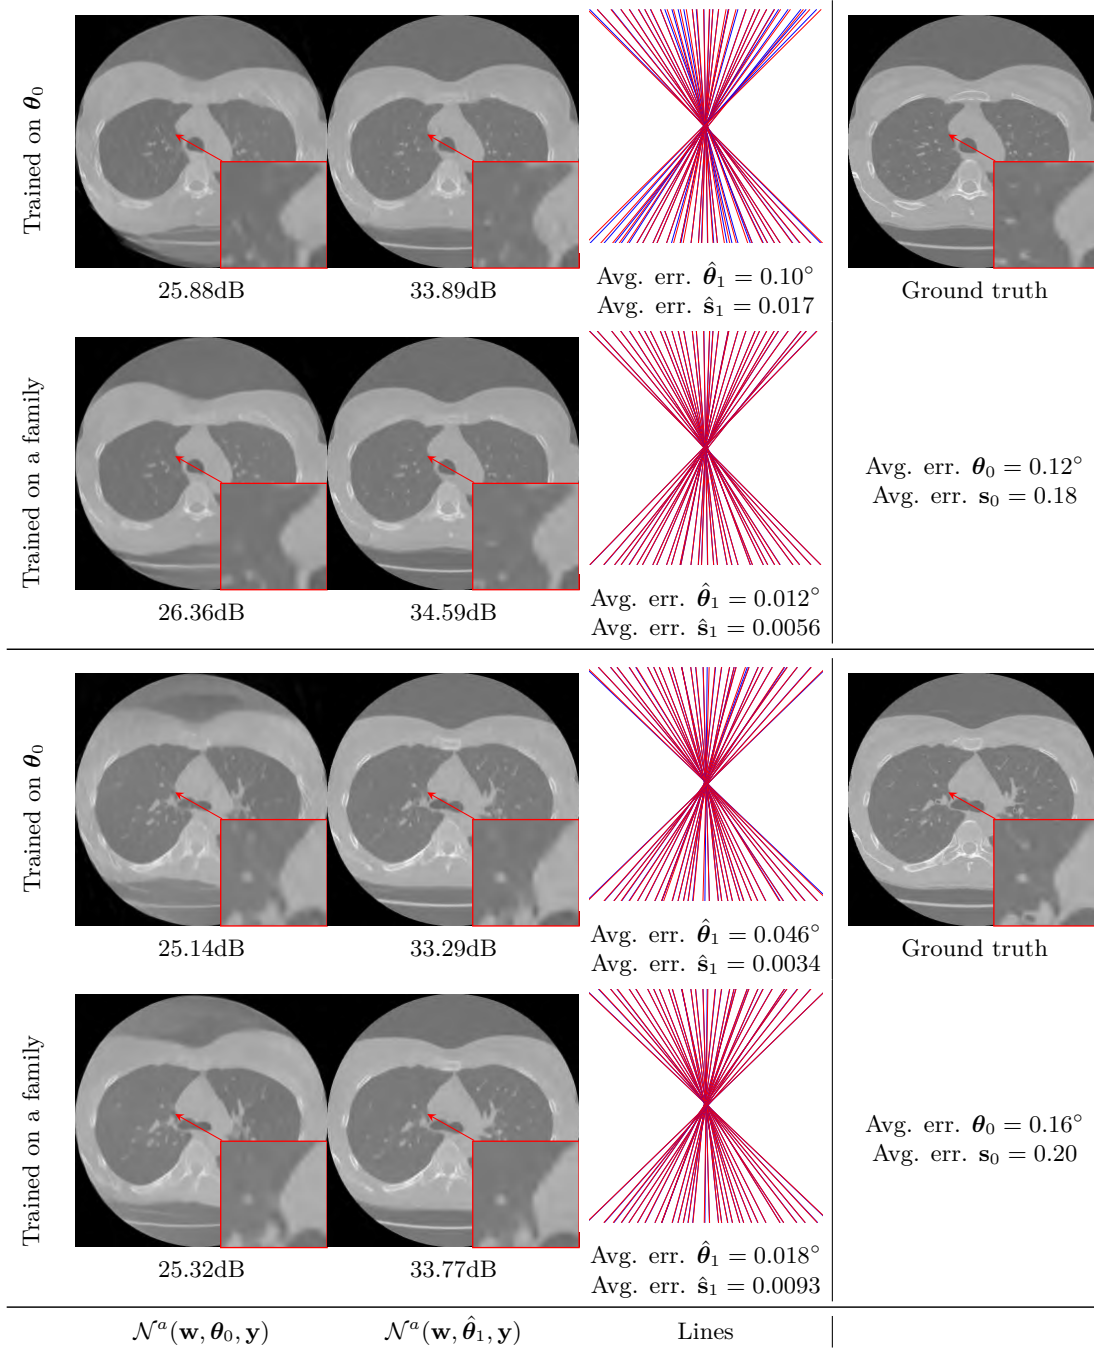 Trained on θ₀
25.88dB
33.89dB
Avg. err. θ̂₁ = 0.10°
Avg. err. ŝ₁ = 0.017
Ground truth
Trained on a family
26.36dB
34.59dB
Avg. err. θ̂₁ = 0.012°
Avg. err. ŝ₁ = 0.0056
Avg. err. θ₀ = 0.12°
Avg. err. s₀ = 0.18
Trained on θ₀
25.14dB
33.29dB
Avg. err. θ̂₁ = 0.046°
Avg. err. ŝ₁ = 0.0034
Ground truth
Trained on a family
25.32dB
33.77dB
Avg. err. θ̂₁ = 0.018°
Avg. err. ŝ₁ = 0.0093
Avg. err. θ₀ = 0.16°
Avg. err. s₀ = 0.20
𝒩ᵃ(w, θ₀, y)
𝒩ᵃ(w, θ̂₁, y)
Lines